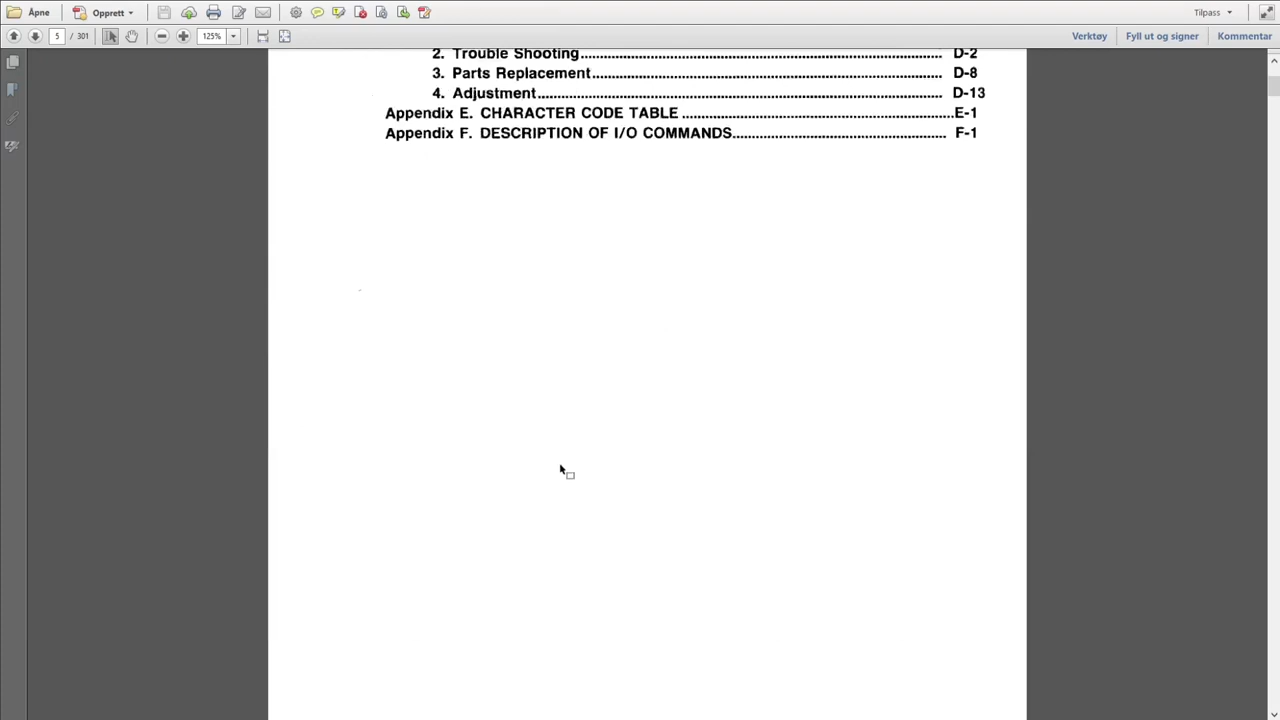 Åpne Opprett Tilpass
5 / 301 125% Verktøy Fyll ut og signer Kommentar
2. Trouble Shooting........................................................................ D-2
3. Parts Replacement...................................................................... D-8
4. Adjustment................................................................................ D-13
Appendix E. CHARACTER CODE TABLE ........................................................E-1
Appendix F. DESCRIPTION OF I/O COMMANDS............................................ F-1